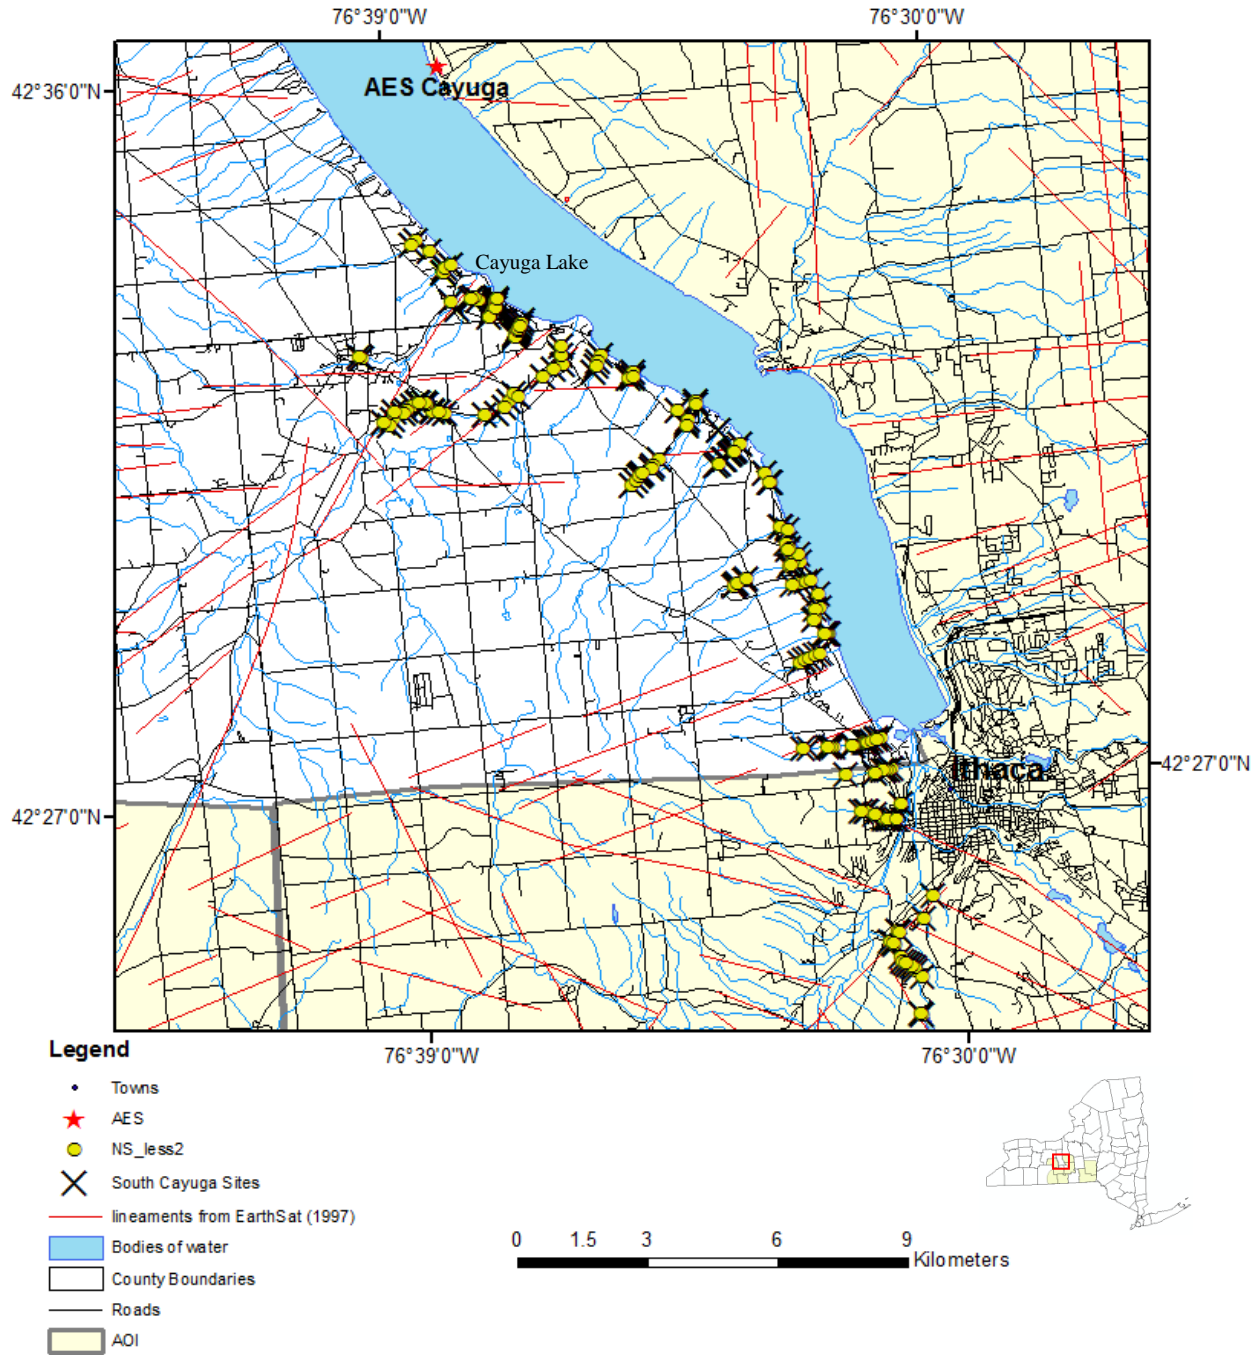 76°39'0"W
76°30'0"W
42°36'0"N
AES Cayuga
Cayuga Lake
42°27'0"N
Ithaca
42°27'0"N
76°39'0"W
76°30'0"W
Legend
Towns
AES
NS_less2
South Cayuga Sites
lineaments from EarthSat (1997)
Bodies of water
County Boundaries
Roads
AOI
0 1.5 3 6 9
Kilometers